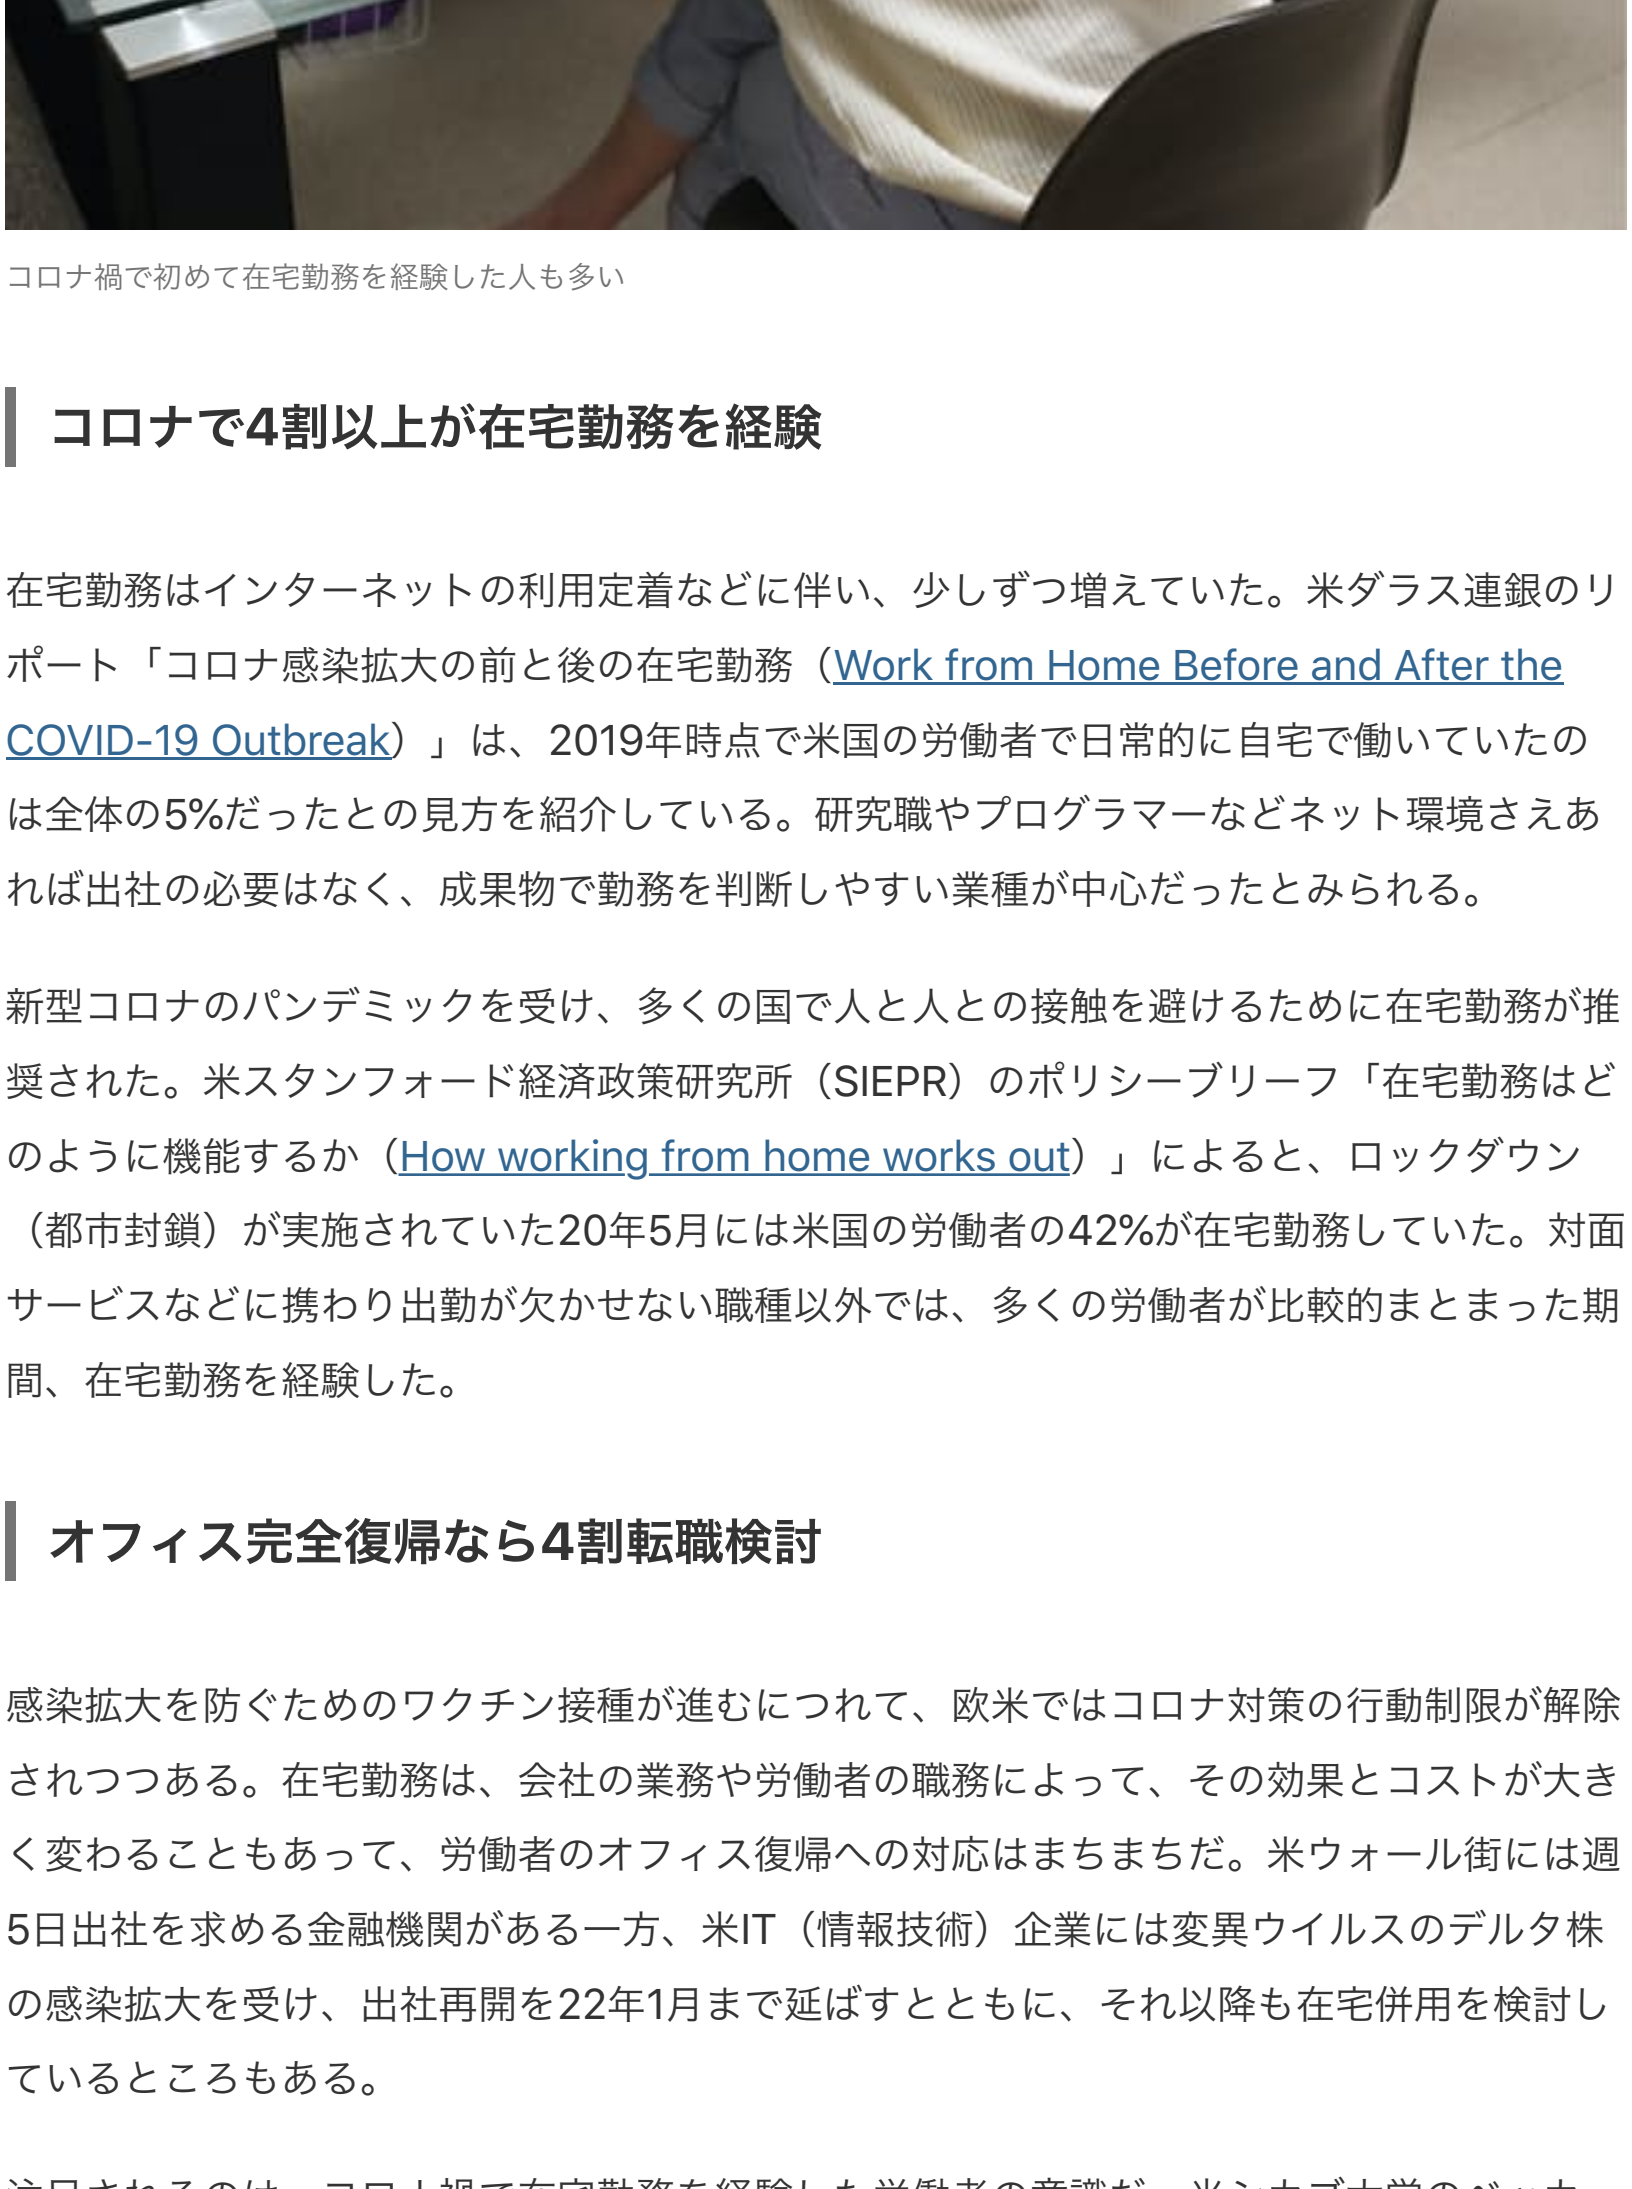 コロナ禍で初めて在宅勤務を経験した人も多い
コロナで4割以上が在宅勤務を経験
在宅勤務はインターネットの利用定着などに伴い、少しずつ増えていた。米ダラス連銀のリ
ポート「コロナ感染拡大の前と後の在宅勤務（Work from Home Before and After the
COVID-19 Outbreak）」は、2019年時点で米国の労働者で日常的に自宅で働いていたの
は全体の5%だったとの見方を紹介している。研究職やプログラマーなどネット環境さえあ
れば出社の必要はなく、成果物で勤務を判断しやすい業種が中心だったとみられる。
新型コロナのパンデミックを受け、多くの国で人と人との接触を避けるために在宅勤務が推
奨された。米スタンフォード経済政策研究所（SIEPR）のポリシーブリーフ「在宅勤務はど
のように機能するか（How working from home works out）」によると、ロックダウン
（都市封鎖）が実施されていた20年5月には米国の労働者の42%が在宅勤務していた。対面
サービスなどに携わり出勤が欠かせない職種以外では、多くの労働者が比較的まとまった期
間、在宅勤務を経験した。
オフィス完全復帰なら4割転職検討
感染拡大を防ぐためのワクチン接種が進むにつれて、欧米ではコロナ対策の行動制限が解除
されつつある。在宅勤務は、会社の業務や労働者の職務によって、その効果とコストが大き
く変わることもあって、労働者のオフィス復帰への対応はまちまちだ。米ウォール街には週
5日出社を求める金融機関がある一方、米IT（情報技術）企業には変異ウイルスのデルタ株
の感染拡大を受け、出社再開を22年1月まで延ばすとともに、それ以降も在宅併用を検討し
ているところもある。